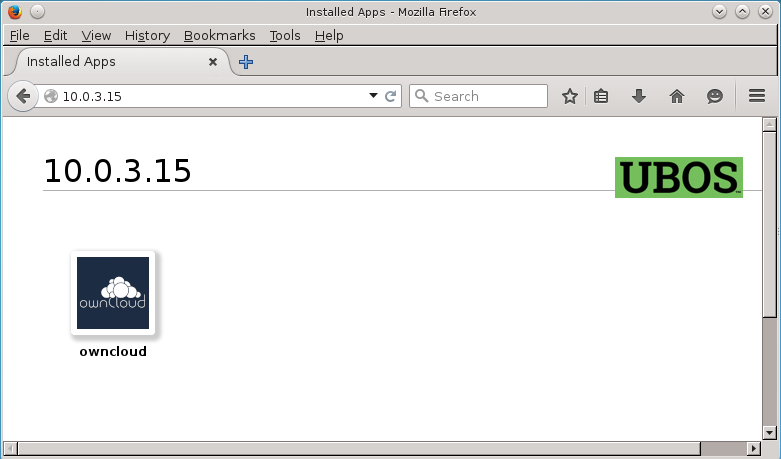 Installed Apps - Mozilla Firefox
File Edit View History Bookmarks Tools Help
Installed Apps
10.0.3.15 Search
10.0.3.15 UBOS™
ownCloud
owncloud